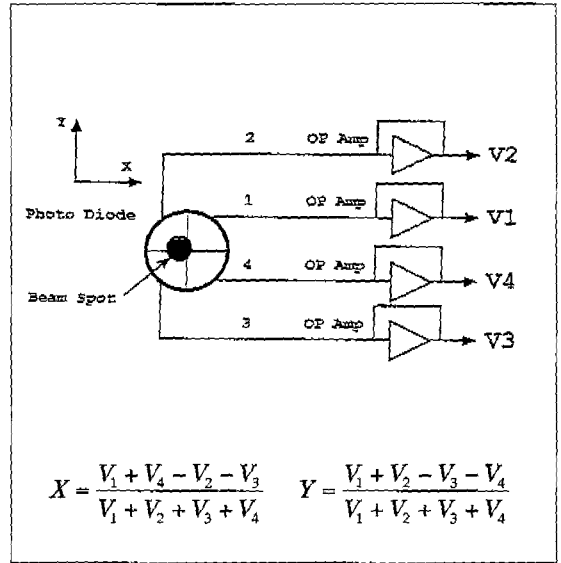 Y
X
2 OP Amp V2
Photo Diode
1 OP Amp V1
4 OP Amp V4
Beam Spot
3 OP Amp V3
X = (V₁ + V₄ − V₂ − V₃) / (V₁ + V₂ + V₃ + V₄) Y = (V₁ + V₂ − V₃ − V₄) / (V₁ + V₂ + V₃ + V₄)